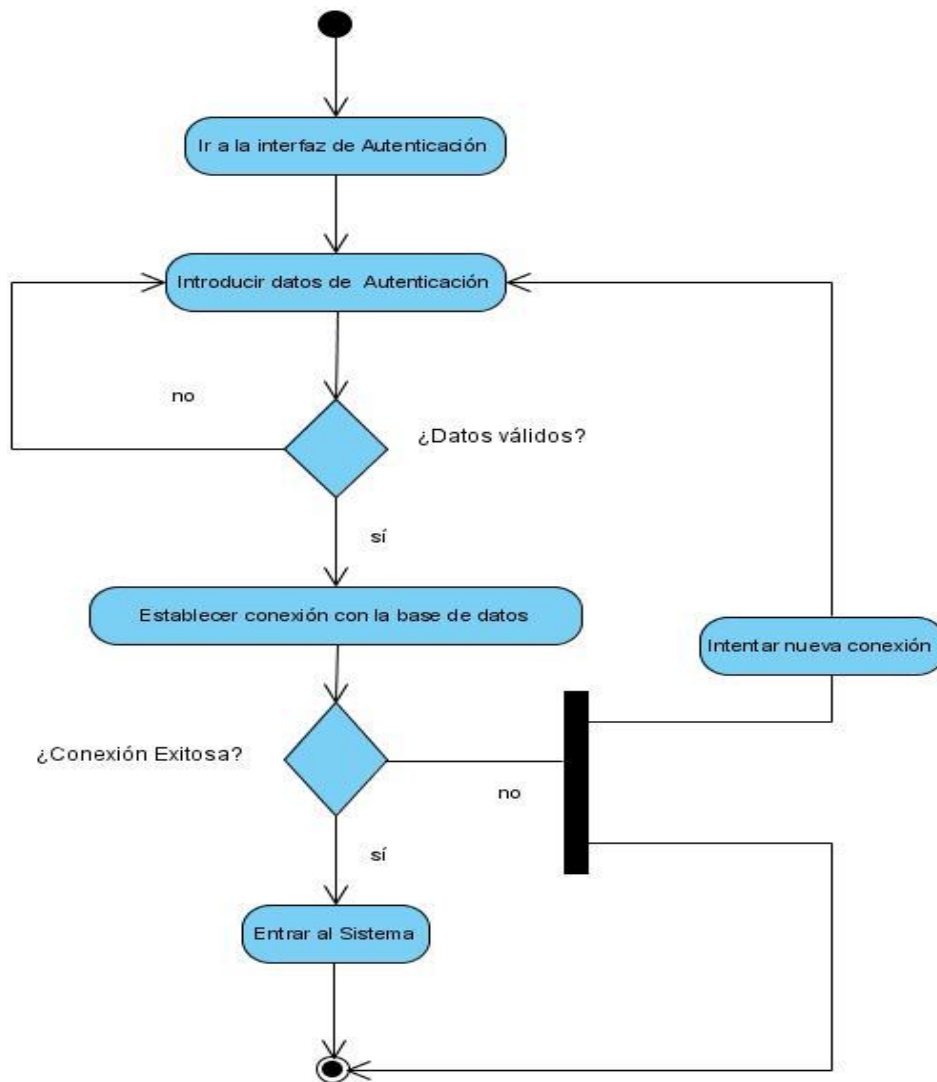 Ir a la interfaz de Autenticación
Introducir datos de Autenticación
no
¿Datos válidos?
sí
Establecer conexión con la base de datos
Intentar nueva conexión
¿Conexión Exitosa?
no
sí
Entrar al Sistema